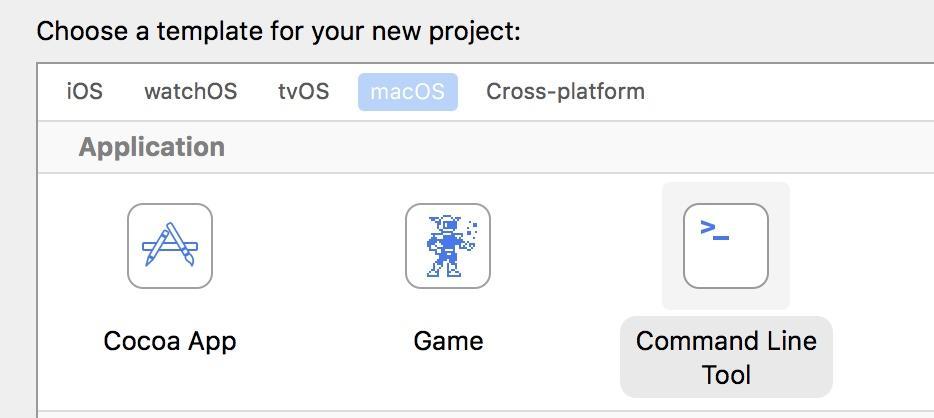 Choose a template for your new project:
iOS watchOS tvOS macOS Cross-platform
Application
>_
Cocoa App Game Command Line
Tool